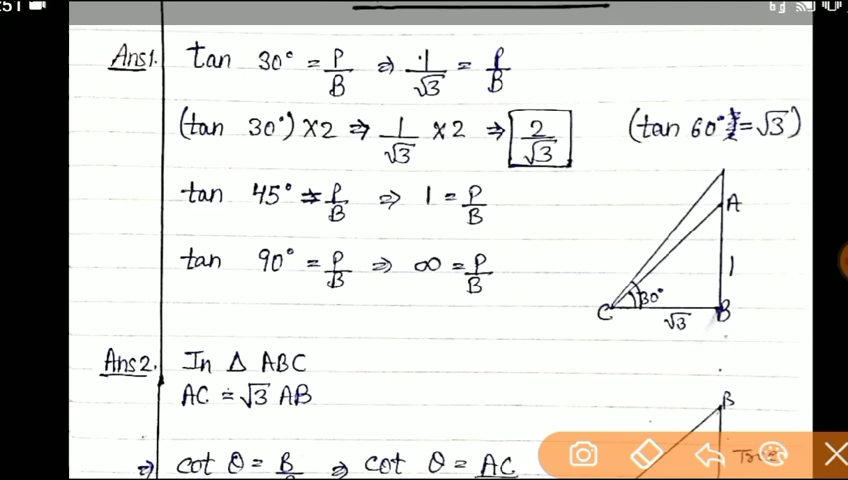 :51
Ans1. tan 30° = P/B ⇒ 1/√3 = P/B
(tan 30°) ×2 ⇒ 1/√3 ×2 ⇒ 2/√3
(tan 60° = √3)
tan 45° = P/B ⇒ 1 = P/B
tan 90° = P/B ⇒ ∞ = P/B
A
1
30°
C
B
√3
Ans2. In Δ ABC
AC = √3 AB
B
⇒ cot θ = B/ ⇒ cot θ = AC